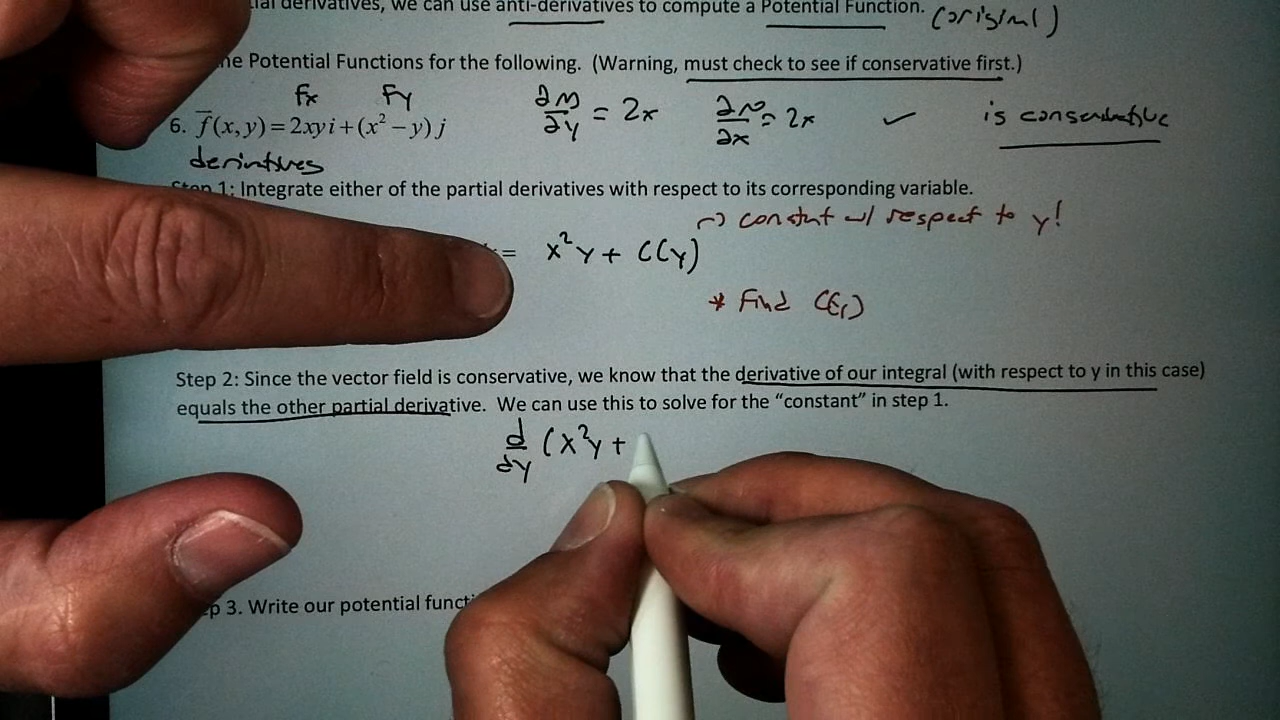 derivatives, we can use anti-derivatives to compute a Potential Function. (original)
Potential Functions for the following. (Warning, must check to see if conservative first.)
Fx Fy
6. f̅(x,y)=2xyi+(x²−y)j ∂M/∂y = 2x ∂N/∂x = 2x ✓ is conservative
derivatives
Step 1: Integrate either of the partial derivatives with respect to its corresponding variable.
→ constant w/ respect to y!
= x²y + C(y)
* Find C(y)
Step 2: Since the vector field is conservative, we know that the derivative of our integral (with respect to y in this case)
equals the other partial derivative. We can use this to solve for the “constant” in step 1.
d/dy (x²y +
3. Write our potential